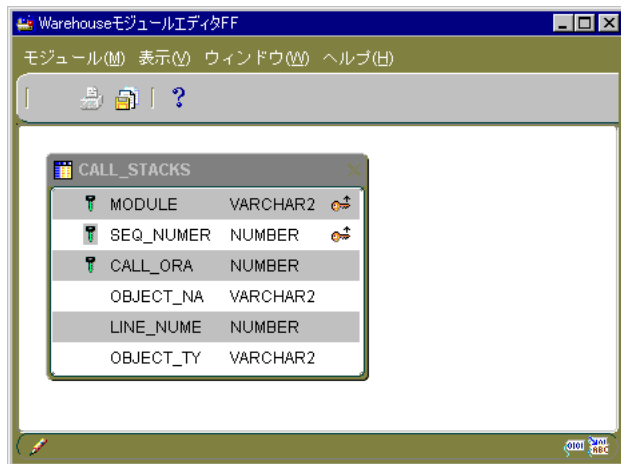 WarehouseモジュールエディタFF
モジュール(M) 表示(V) ウィンドウ(W) ヘルプ(H)
?
CALL_STACKS
MODULE VARCHAR2
SEQ_NUMER NUMBER
CALL_ORA NUMBER
OBJECT_NA VARCHAR2
LINE_NUME NUMBER
OBJECT_TY VARCHAR2